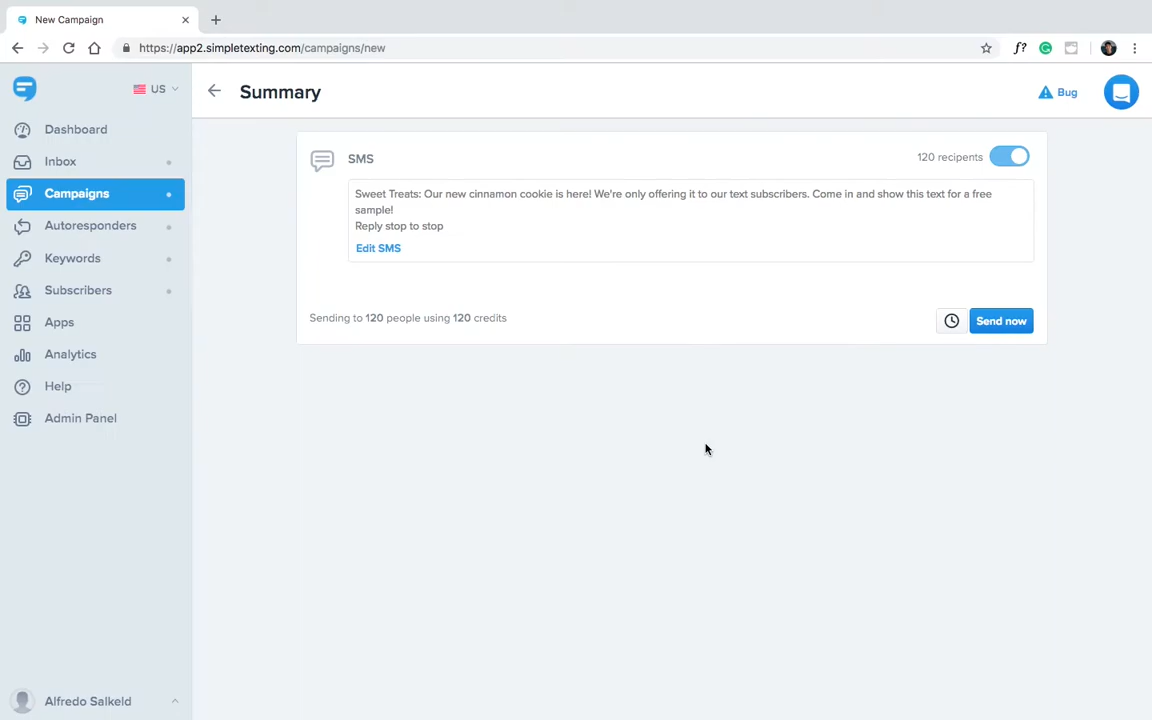 New Campaign
https://app2.simpletexting.com/campaigns/new
f?
US
Summary
Bug
Dashboard
Inbox
Campaigns
Autoresponders
Keywords
Subscribers
Apps
Analytics
Help
Admin Panel
SMS
120 recipents
Sweet Treats: Our new cinnamon cookie is here! We're only offering it to our text subscribers. Come in and show this text for a free
sample!
Reply stop to stop
Edit SMS
Sending to 120 people using 120 credits
Send now
Alfredo Salkeld